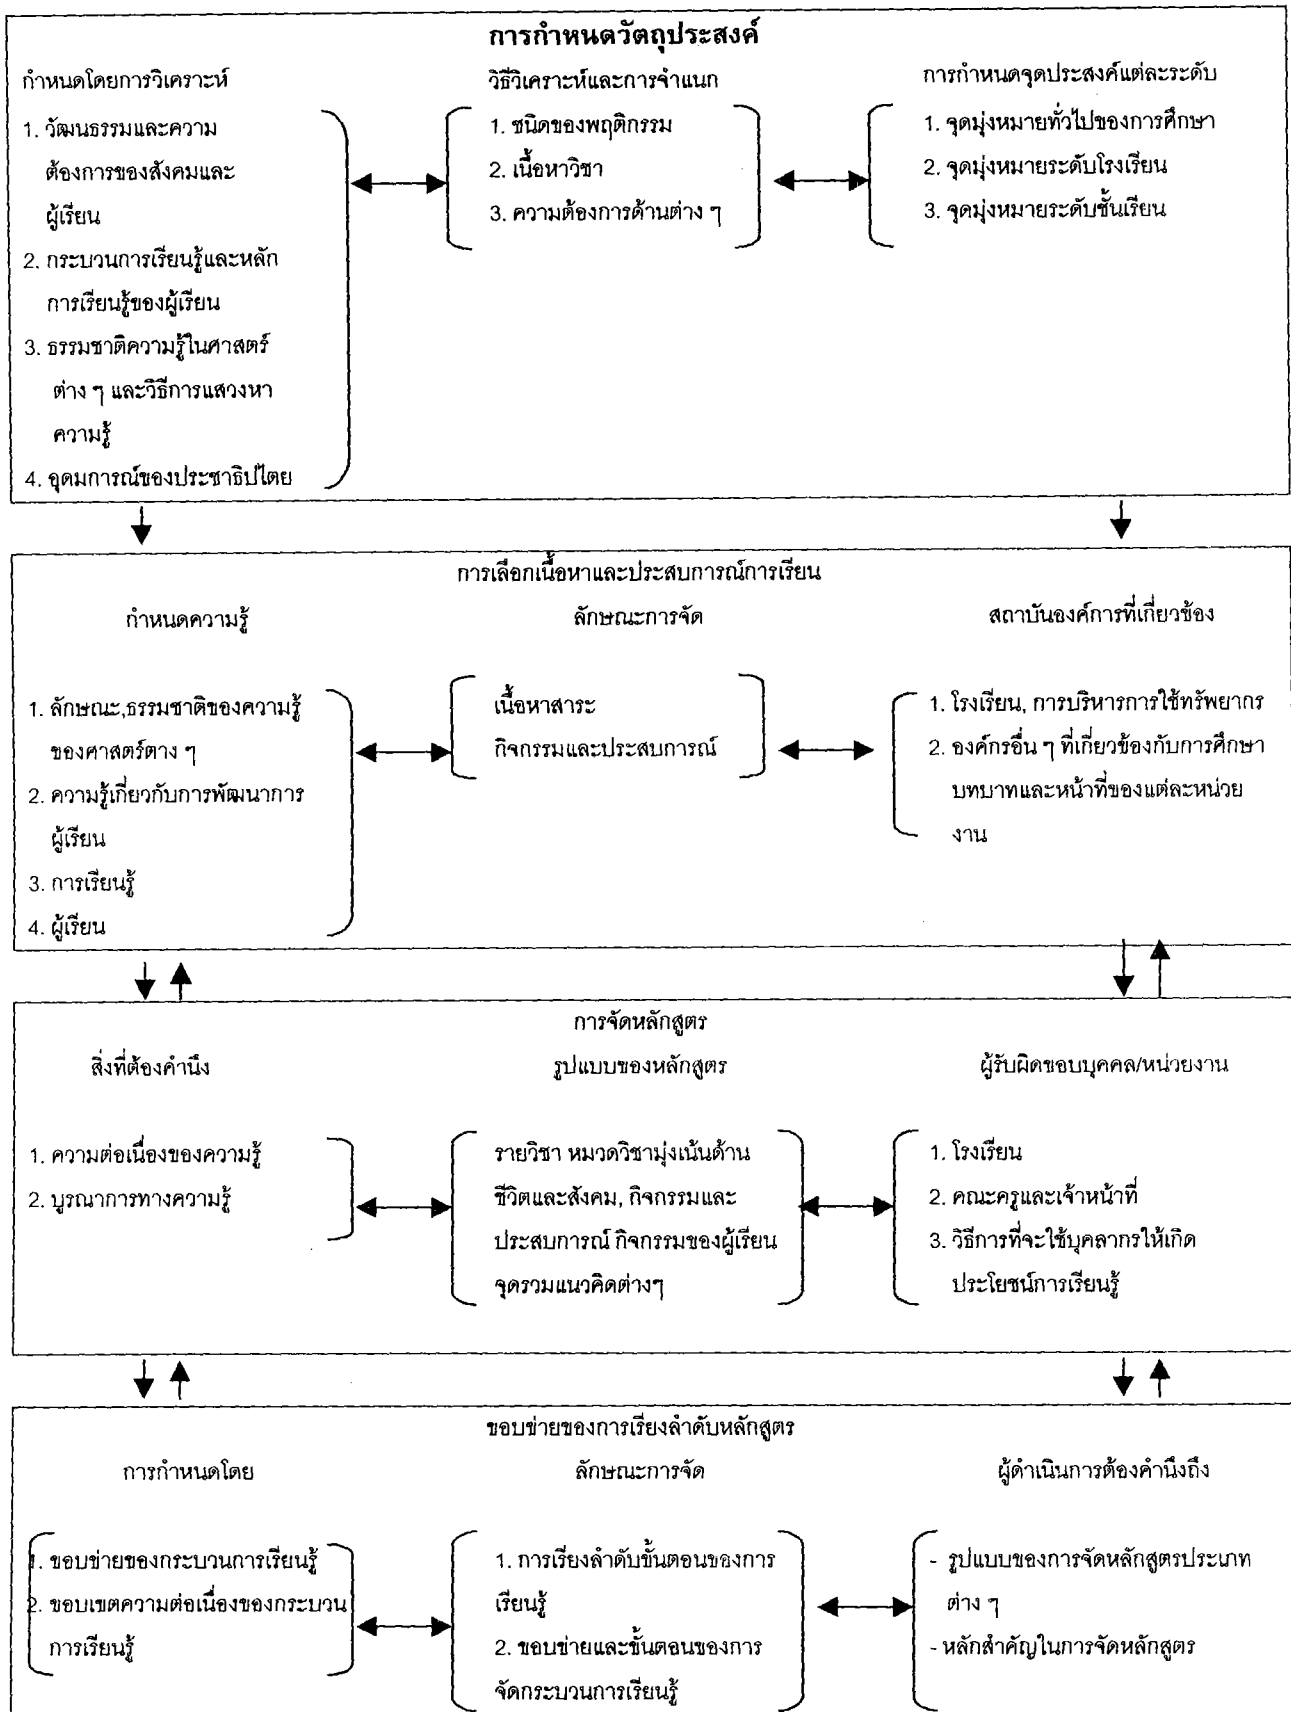 การกำหนดวัตถุประสงค์
กำหนดโดยการวิเคราะห์
1. วัฒนธรรมและความ
ต้องการของสังคมและ
ผู้เรียน
2. กระบวนการเรียนรู้และหลัก
การเรียนรู้ของผู้เรียน
3. ธรรมชาติความรู้ในศาสตร์
ต่าง ๆ และวิธีการแสวงหา
ความรู้
4. อุดมการณ์ของประชาธิปไตย
วิธีวิเคราะห์และการจำแนก
1. ชนิดของพฤติกรรม
2. เนื้อหาวิชา
3. ความต้องการด้านต่าง ๆ
การกำหนดจุดประสงค์แต่ละระดับ
1. จุดมุ่งหมายทั่วไปของการศึกษา
2. จุดมุ่งหมายระดับโรงเรียน
3. จุดมุ่งหมายระดับชั้นเรียน
การเลือกเนื้อหาและประสบการณ์การเรียน
กำหนดความรู้
1. ลักษณะ,ธรรมชาติของความรู้
ของศาสตร์ต่าง ๆ
2. ความรู้เกี่ยวกับการพัฒนาการ
ผู้เรียน
3. การเรียนรู้
4. ผู้เรียน
ลักษณะการจัด
เนื้อหาสาระ
กิจกรรมและประสบการณ์
สถาบันองค์การที่เกี่ยวข้อง
1. โรงเรียน, การบริหารการใช้ทรัพยากร
2. องค์กรอื่น ๆ ที่เกี่ยวข้องกับการศึกษา
บทบาทและหน้าที่ของแต่ละหน่วย
งาน
การจัดหลักสูตร
สิ่งที่ต้องคำนึง
1. ความต่อเนื่องของความรู้
2. บูรณาการทางความรู้
รูปแบบของหลักสูตร
รายวิชา หมวดวิชามุ่งเน้นด้าน
ชีวิตและสังคม, กิจกรรมและ
ประสบการณ์ กิจกรรมของผู้เรียน
จุดรวมแนวคิดต่างๆ
ผู้รับผิดชอบบุคคล/หน่วยงาน
1. โรงเรียน
2. คณะครูและเจ้าหน้าที่
3. วิธีการที่จะใช้บุคลากรให้เกิด
ประโยชน์การเรียนรู้
ขอบข่ายของการเรียงลำดับหลักสูตร
การกำหนดโดย
1. ขอบข่ายของกระบวนการเรียนรู้
2. ขอบเขตความต่อเนื่องของกระบวน
การเรียนรู้
ลักษณะการจัด
1. การเรียงลำดับขั้นตอนของการ
เรียนรู้
2. ขอบข่ายและขั้นตอนของการ
จัดกระบวนการเรียนรู้
ผู้ดำเนินการต้องคำนึงถึง
- รูปแบบของการจัดหลักสูตรประเภท
ต่าง ๆ
- หลักสำคัญในการจัดหลักสูตร